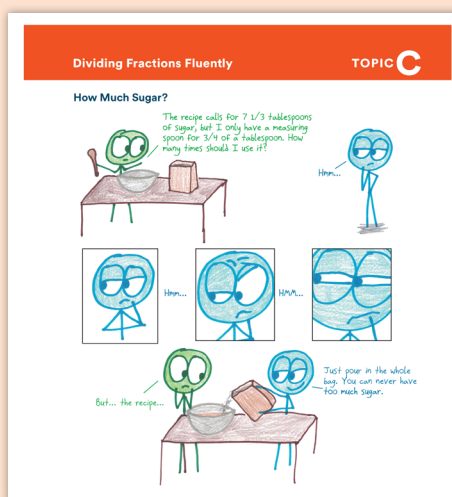 Dividing Fractions Fluently
TOPIC C
How Much Sugar?
The recipe calls for 7 1/3 tablespoons
of sugar, but I only have a measuring
spoon for 3/4 of a tablespoon. How
many times should I use it?
Hmm...
Hmm...
HMM...
But... the recipe...
Just pour in the whole
bag. You can never have
too much sugar.